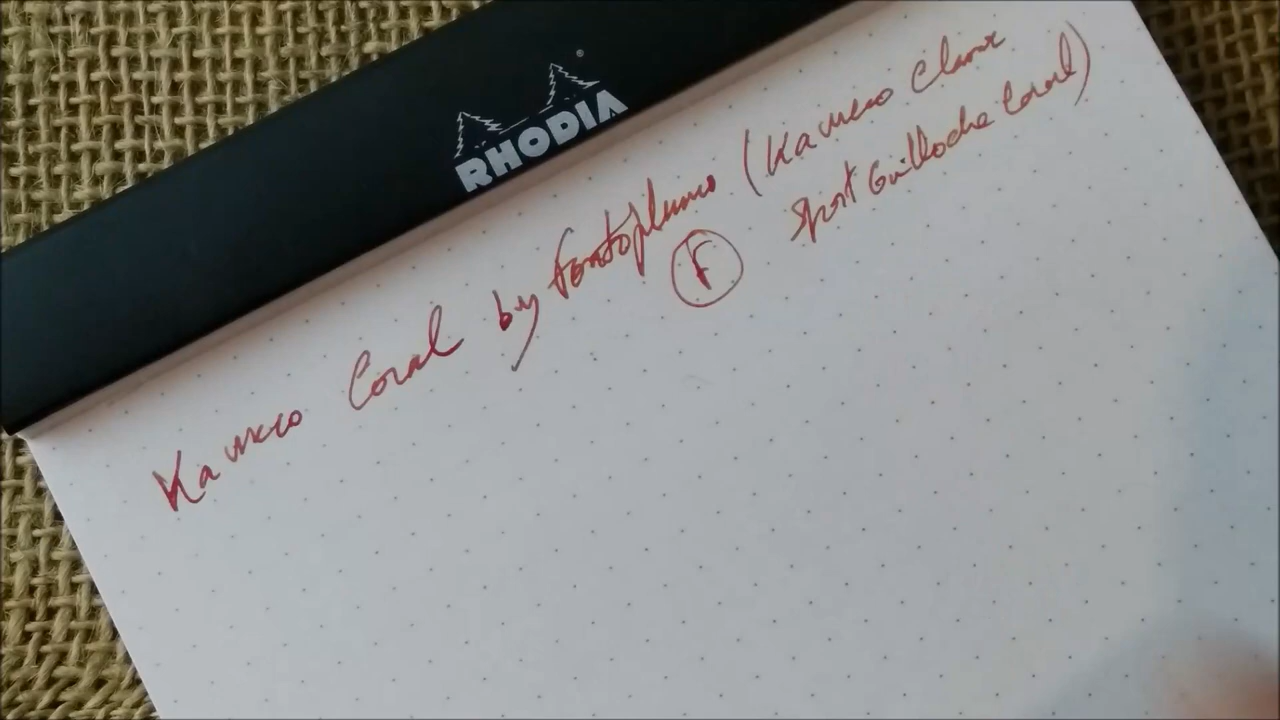 RHODIA
Kaweco Coral by Fontoplumo (Kaweco Classic
Sport Guilloche Coral)
F